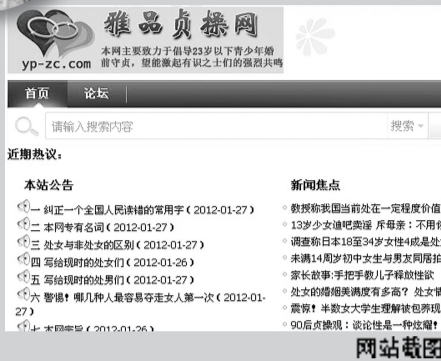 雅品贞操网
本网主要致力于倡导23岁以下青少年婚
前守贞，望能激起有识之士们的强烈共鸣
yp-zc.com
首页 论坛
请输入搜索内容 搜索
近期热议：
本站公告
一 纠正一个全国人民读错的常用字（2012-01-27）
二 本网专有名词（2012-01-27）
三 处女与非处女的区别（2012-01-27）
四 写给现时的处女们（2012-01-26）
五 写给现时的处男们（2012-01-27）
六 警惕！哪几种人最容易夺走女人第一次（2012-01-
27）
七 本网宗旨（2012-01-26）
新闻焦点
教授称我国当前处在一定程度价值
13岁少女迪吧卖淫 斥母亲：不用你
调查称日本18至34岁女性4成是处
未满14周岁初中女生与男友同居拍
家长故事:手把手教儿子释放性欲
处女的婚姻美满度有多高？ 处女情
震惊！半数女大学生理解被包养现
90后贞操观：谈论性是一种炫耀！
网站截图